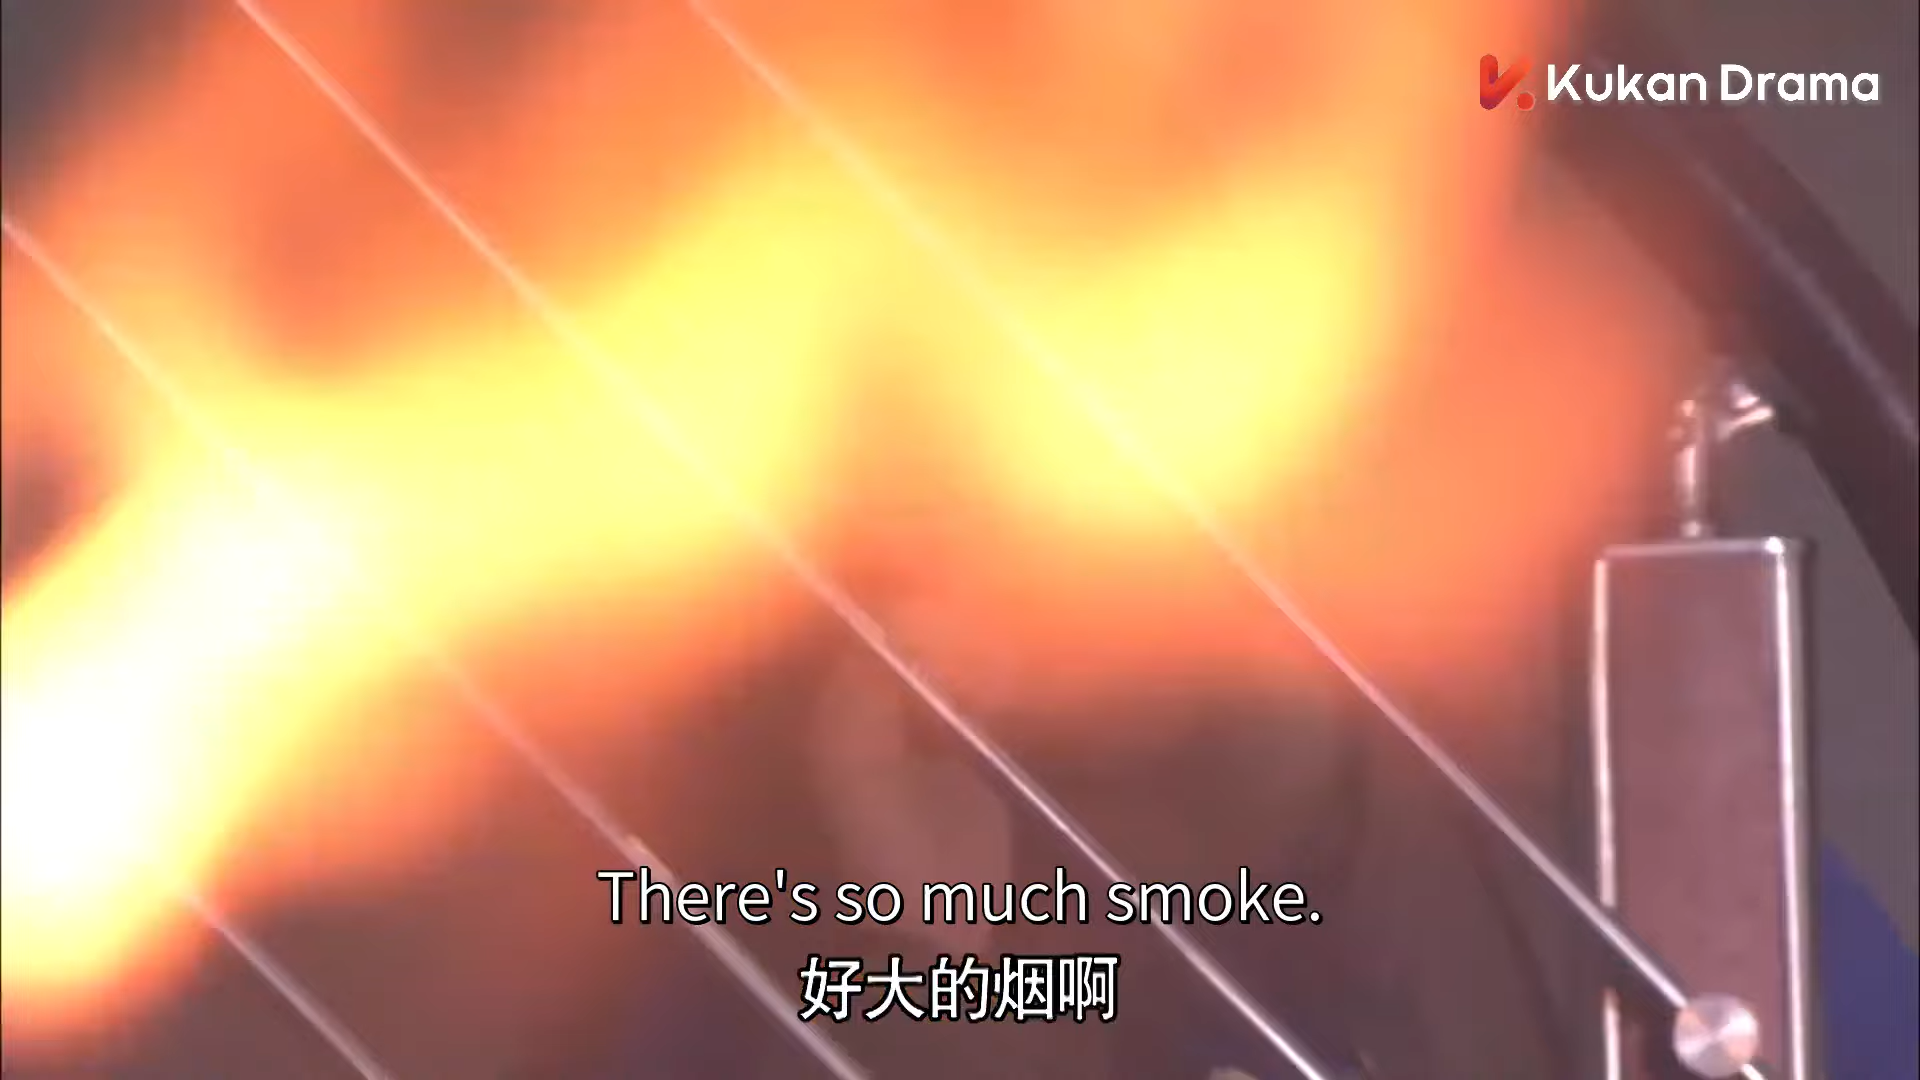 Kukan Drama
There's so much smoke.
好大的烟啊